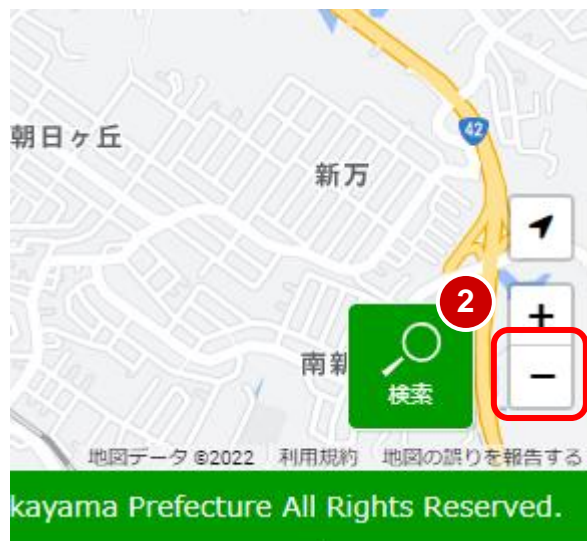 朝日ヶ丘
42
新万
2
+
南新
検索
−
地図データ ©2022 利用規約 地図の誤りを報告する
kayama Prefecture All Rights Reserved.